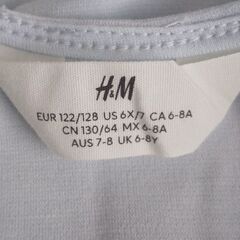 H&M
EUR 122/128 US 6X/7 CA 6-8A
CN 130/64 MX 6-8A
AUS 7-8 UK 6-8Y